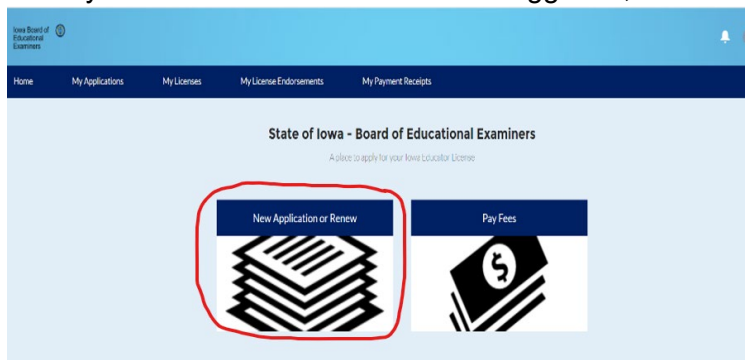 Iowa Board of
Educational
Examiners
Home My Applications My Licenses My License Endorsements My Payment Receipts
State of Iowa - Board of Educational Examiners
A place to apply for your Iowa Educator License
New Application or Renew Pay Fees
$